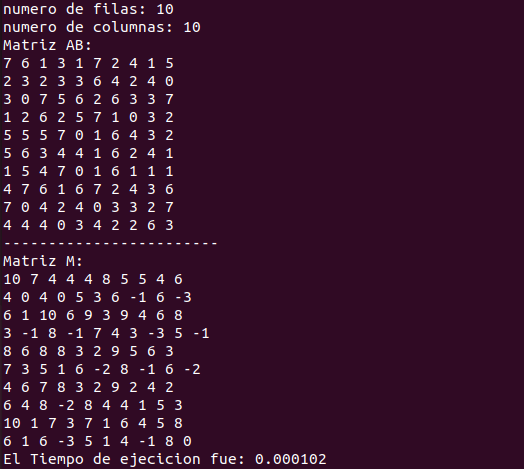 numero de filas: 10
numero de columnas: 10
Matriz AB:
7 6 1 3 1 7 2 4 1 5
2 3 2 3 3 6 4 2 4 0
3 0 7 5 6 2 6 3 3 7
1 2 6 2 5 7 1 0 3 2
5 5 5 7 0 1 6 4 3 2
5 6 3 4 4 1 6 2 4 1
1 5 4 7 0 1 6 1 1 1
4 7 6 1 6 7 2 4 3 6
7 0 4 2 4 0 3 3 2 7
4 4 4 0 3 4 2 2 6 3
------------------------
Matriz M:
10 7 4 4 4 8 5 5 4 6
4 0 4 0 5 3 6 -1 6 -3
6 1 10 6 9 3 9 4 6 8
3 -1 8 -1 7 4 3 -3 5 -1
8 6 8 8 3 2 9 5 6 3
7 3 5 1 6 -2 8 -1 6 -2
4 6 7 8 3 2 9 2 4 2
6 4 8 -2 8 4 4 1 5 3
10 1 7 3 7 1 6 4 5 8
6 1 6 -3 5 1 4 -1 8 0
El Tiempo de ejecicion fue: 0.000102